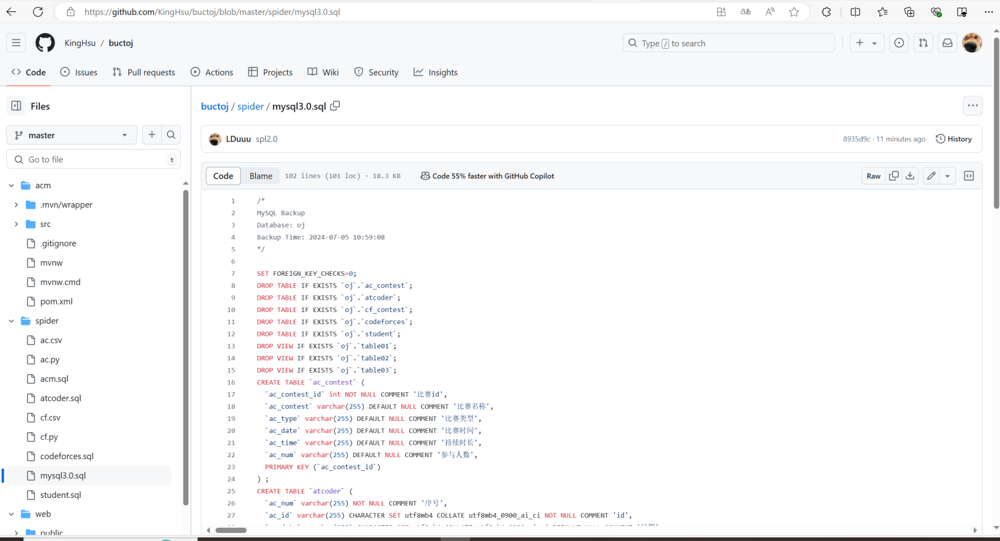 https://github.com/KingHsu/buctoj/blob/master/spider/mysql3.0.sql
KingHsu / buctoj
Type / to search
Code
Issues
Pull requests
Actions
Projects
Wiki
Security
Insights
Files
master
Go to file
t
acm
.mvn/wrapper
src
.gitignore
mvnw
mvnw.cmd
pom.xml
spider
ac.csv
ac.py
acm.sql
atcoder.sql
cf.csv
cf.py
codeforces.sql
mysql3.0.sql
student.sql
web
public
buctoj / spider / mysql3.0.sql
LDuuu spl2.0
8935d9c · 11 minutes ago
History
Code
Blame
102 lines (101 loc) · 18.3 KB
Code 55% faster with GitHub Copilot
Raw
1 /*
2 MySQL Backup
3 Database: oj
4 Backup Time: 2024-07-05 10:59:08
5 */
6
7 SET FOREIGN_KEY_CHECKS=0;
8 DROP TABLE IF EXISTS `oj`.`ac_contest`;
9 DROP TABLE IF EXISTS `oj`.`atcoder`;
10 DROP TABLE IF EXISTS `oj`.`cf_contest`;
11 DROP TABLE IF EXISTS `oj`.`codeforces`;
12 DROP TABLE IF EXISTS `oj`.`student`;
13 DROP VIEW IF EXISTS `oj`.`table01`;
14 DROP VIEW IF EXISTS `oj`.`table02`;
15 DROP VIEW IF EXISTS `oj`.`table03`;
16 CREATE TABLE `ac_contest` (
17 `ac_contest_id` int NOT NULL COMMENT '比赛id',
18 `ac_contest` varchar(255) DEFAULT NULL COMMENT '比赛名称',
19 `ac_type` varchar(255) DEFAULT NULL COMMENT '比赛类型',
20 `ac_date` varchar(255) DEFAULT NULL COMMENT '比赛时间',
21 `ac_time` varchar(255) DEFAULT NULL COMMENT '持续时长',
22 `ac_num` varchar(255) DEFAULT NULL COMMENT '参与人数',
23 PRIMARY KEY (`ac_contest_id`)
24 ) ;
25 CREATE TABLE `atcoder` (
26 `ac_num` varchar(255) NOT NULL COMMENT '序号',
27 `ac_id` varchar(255) CHARACTER SET utf8mb4 COLLATE utf8mb4_0900_ai_ci NOT NULL COMMENT 'id',